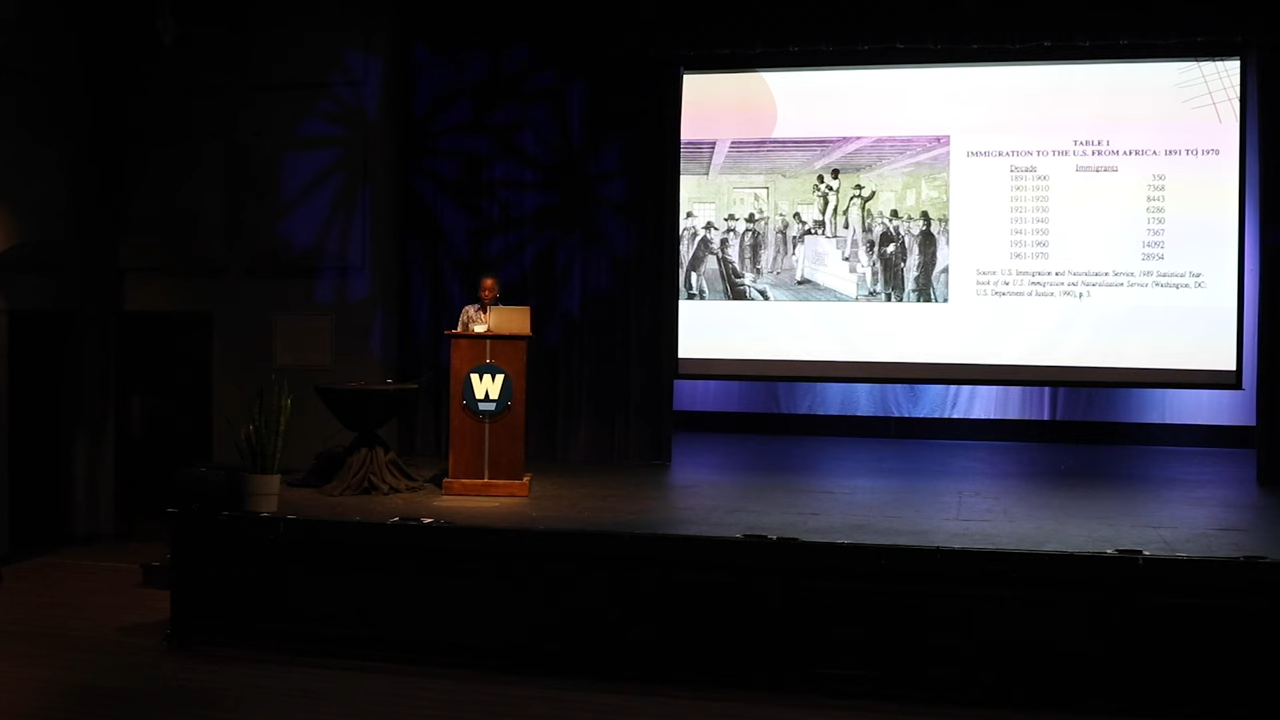 W
TABLE 1
IMMIGRATION TO THE U.S. FROM AFRICA: 1891 TO 1970
Decade Immigrants
1891-1900 350
1901-1910 7368
1911-1920 8443
1921-1930 6286
1931-1940 1750
1941-1950 7367
1951-1960 14092
1961-1970 28954
Source: U.S. Immigration and Naturalization Service, 1989 Statistical Year-
book of the U.S. Immigration and Naturalization Service (Washington, DC:
U.S. Department of Justice, 1990), p. 3.